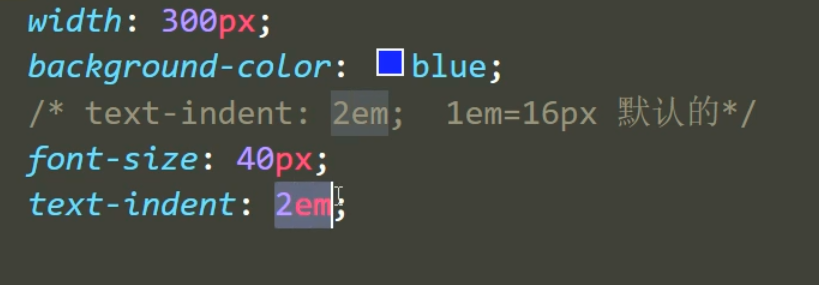 width: 300px;
background-color: blue;
/* text-indent: 2em;  1em=16px 默认的*/
font-size: 40px;
text-indent: 2em;